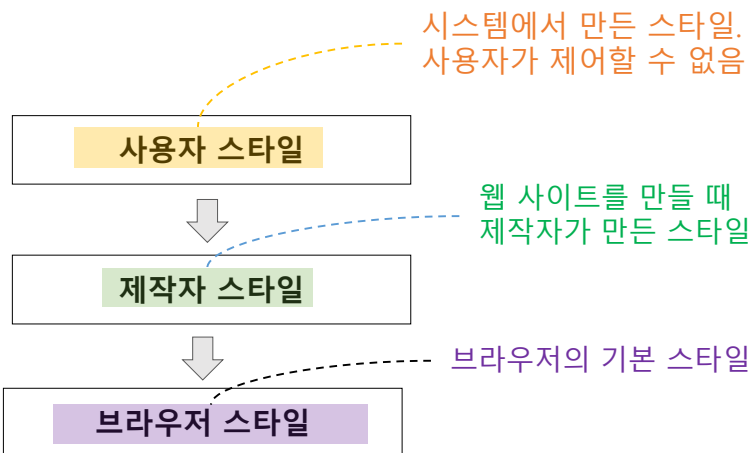 시스템에서 만든 스타일.
사용자가 제어할 수 없음
사용자 스타일
웹 사이트를 만들 때
제작자가 만든 스타일
제작자 스타일
브라우저의 기본 스타일
브라우저 스타일